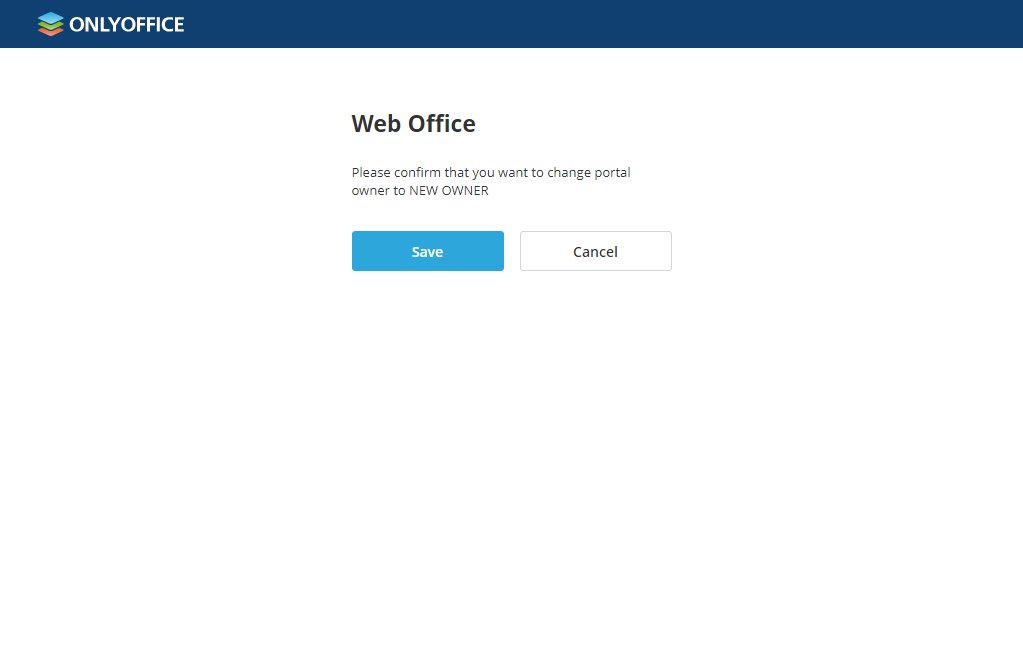 ONLYOFFICE
Web Office
Please confirm that you want to change portal
owner to NEW OWNER
Save
Cancel